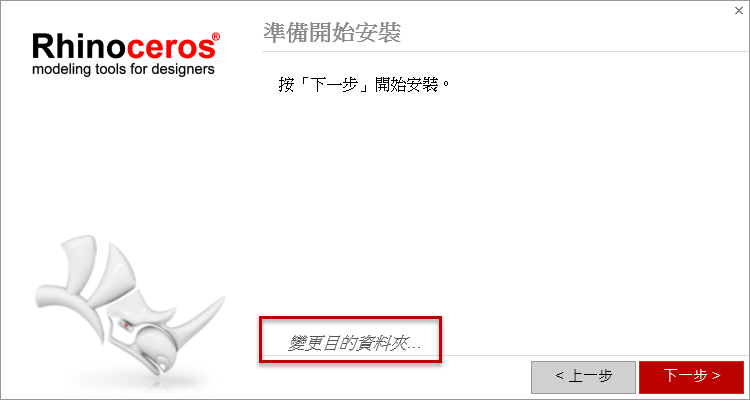 Rhinoceros®
modeling tools for designers
準備開始安裝
按「下一步」開始安裝。
變更目的資料夾...
< 上一步
下一步 >